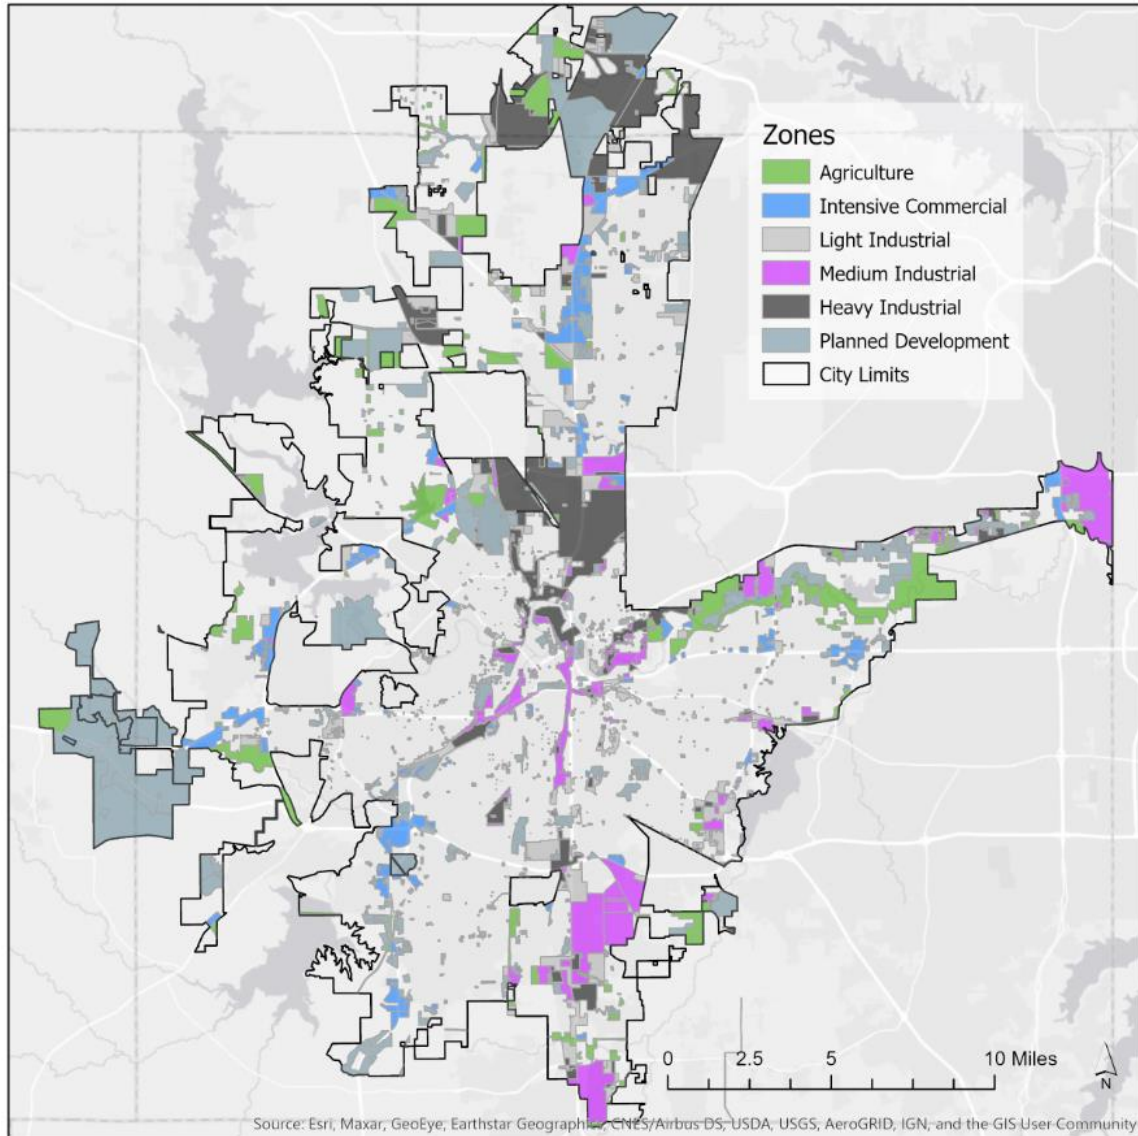 Zones
Agriculture
Intensive Commercial
Light Industrial
Medium Industrial
Heavy Industrial
Planned Development
City Limits
0 2.5 5 10 Miles
N
Source: Esri, Maxar, GeoEye, Earthstar Geographics, CNES/Airbus DS, USDA, USGS, AeroGRID, IGN, and the GIS User Community